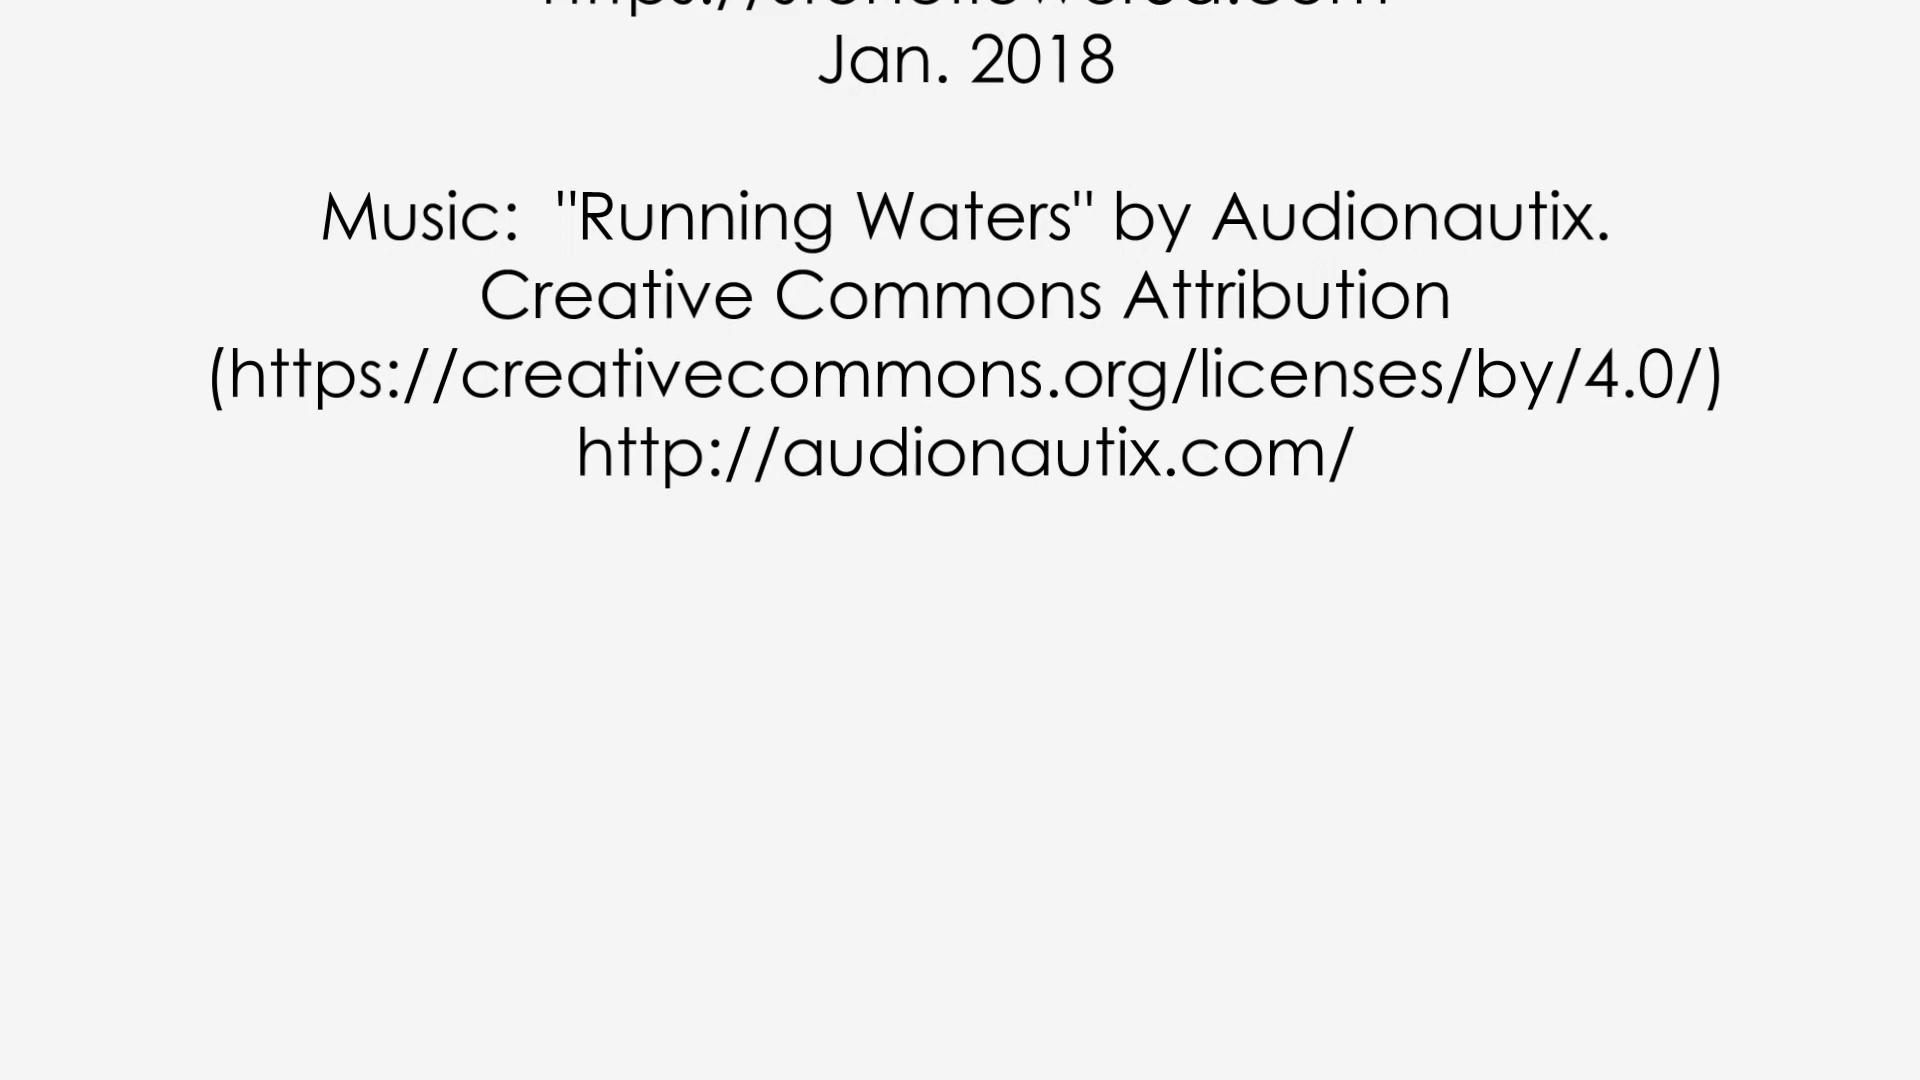 Jan. 2018
Music:  "Running Waters" by Audionautix.
Creative Commons Attribution
(https://creativecommons.org/licenses/by/4.0/)
http://audionautix.com/